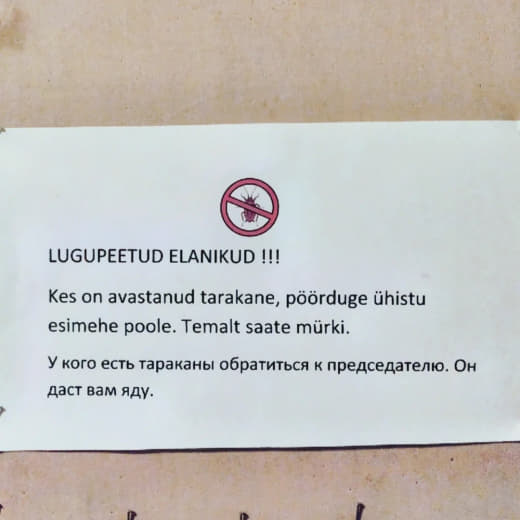 LUGUPEETUD ELANIKUD !!!
Kes on avastanud tarakane, pöörduge ühistu
esimehe poole. Temalt saate mürki.
У кого есть тараканы обратиться к председателю. Он
даст вам яду.